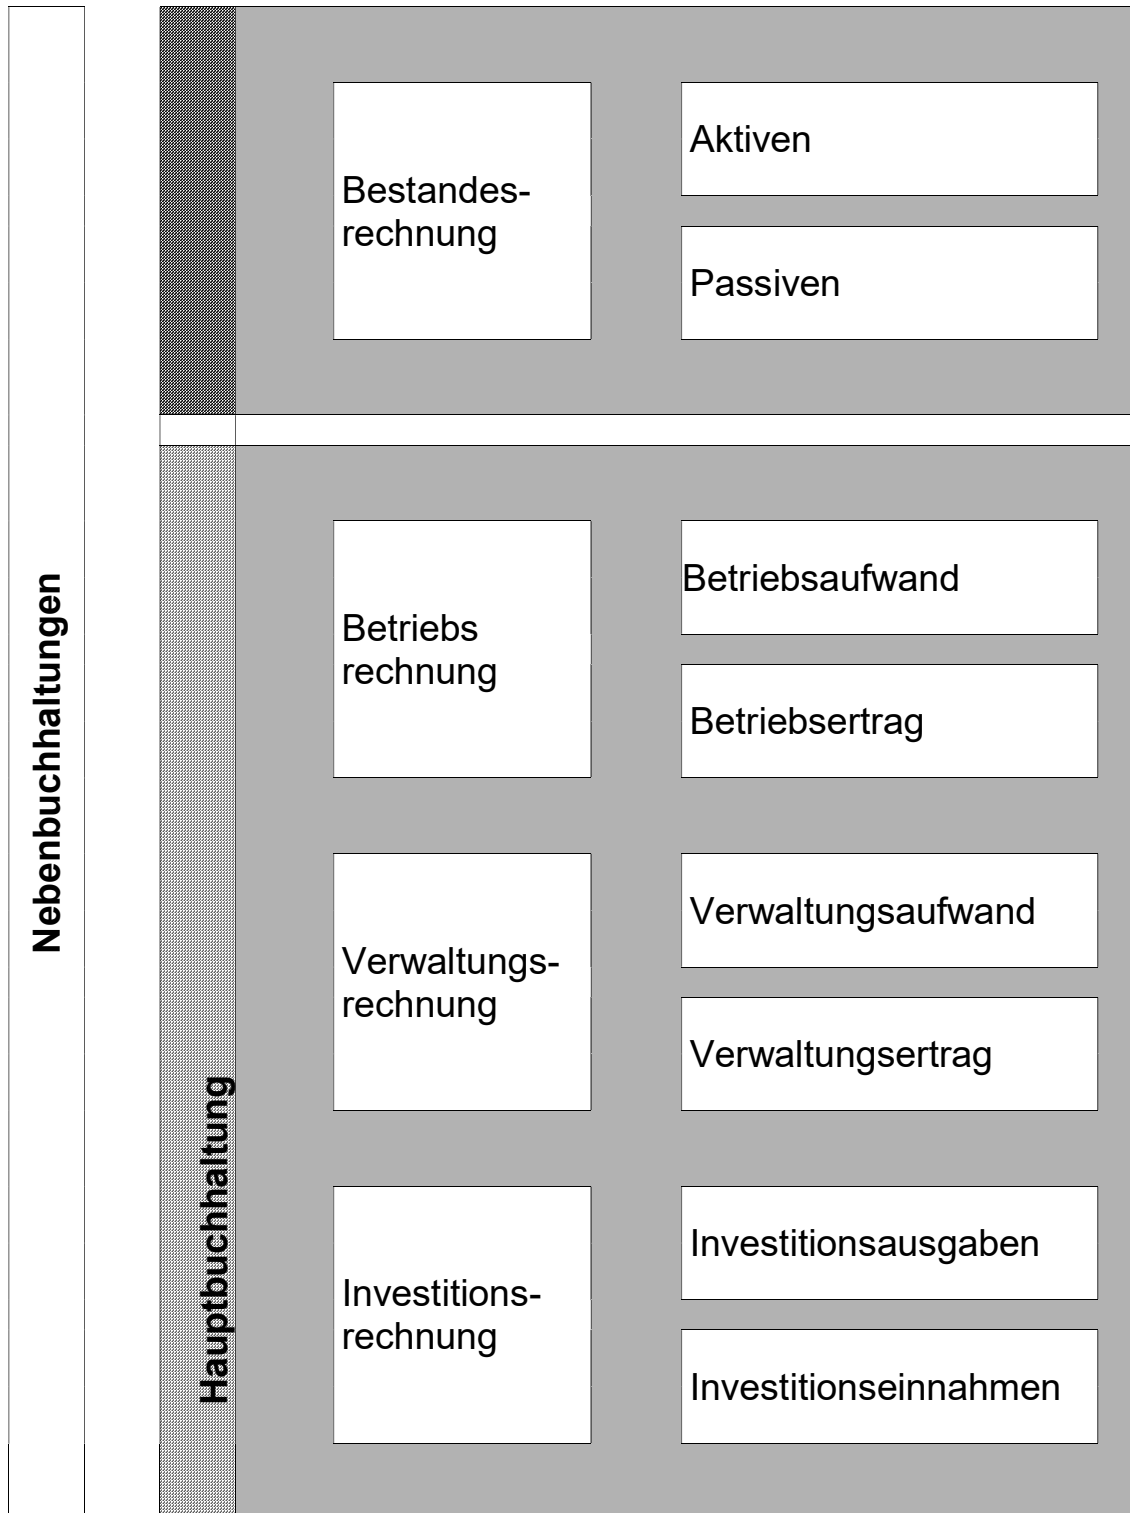 Nebenbuchhaltungen
Hauptbuchhaltung
Bestandes-
rechnung
Aktiven
Passiven
Betriebs
rechnung
Betriebsaufwand
Betriebsertrag
Verwaltungs-
rechnung
Verwaltungsaufwand
Verwaltungsertrag
Investitions-
rechnung
Investitionsausgaben
Investitionseinnahmen